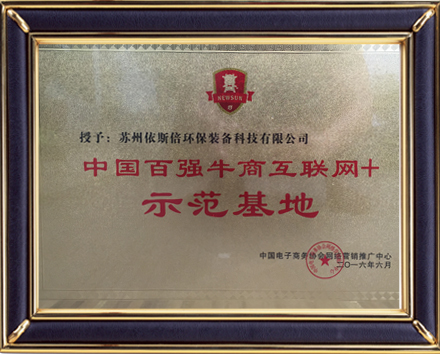 NEWSUN
授予：苏州依斯倍环保装备科技有限公司
中国百强牛商互联网+
示范基地
中国电子商务协会网络营销推广中心
二〇一六年六月